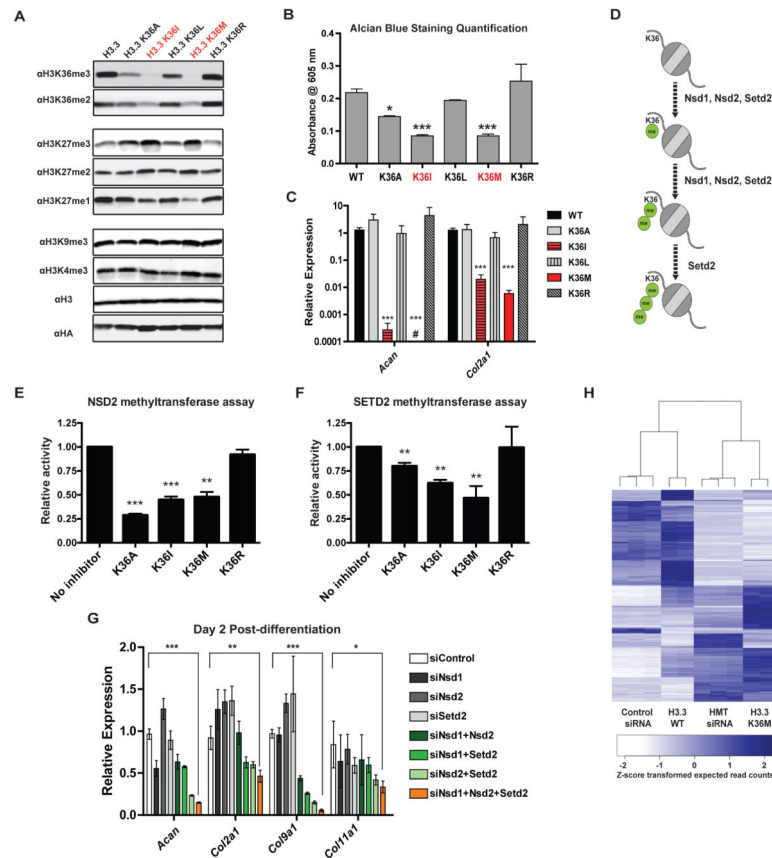 A
H3.3
H3.3 K36A
H3.3 K36I
H3.3 K36L
H3.3 K36M
H3.3 K36R
αH3K36me3
αH3K36me2
αH3K27me3
αH3K27me2
αH3K27me1
αH3K9me3
αH3K4me3
αH3
αHA
B
Alcian Blue Staining Quantification
Absorbance @ 605 nm
0.4
0.3
0.2
0.1
0.0
*
***
***
WT K36A K36I K36L K36M K36R
C
Relative Expression
10
1
0.1
0.01
0.001
0.0001
***
***
#
***
***
Acan
Col2a1
WT
K36A
K36I
K36L
K36M
K36R
D
K36
Nsd1, Nsd2, Setd2
K36
me
Nsd1, Nsd2, Setd2
K36
me
me
Setd2
K36
me
me
me
E
NSD2 methyltransferase assay
Relative activity
1.25
1.00
0.75
0.50
0.25
0.00
***
***
**
No inhibitor
K36A
K36I
K36M
K36R
F
SETD2 methyltransferase assay
Relative activity
1.25
1.00
0.75
0.50
0.25
0.00
**
**
**
No inhibitor
K36A
K36I
K36M
K36R
G
Day 2 Post-differentiation
Relative Expression
2.0
1.5
1.0
0.5
0.0
***
**
***
*
Acan
Col2a1
Col9a1
Col11a1
siControl
siNsd1
siNsd2
siSetd2
siNsd1+Nsd2
siNsd1+Setd2
siNsd2+Setd2
siNsd1+Nsd2+Setd2
H
Control siRNA
H3.3 WT
HMT siRNA
H3.3 K36M
-2 -1 0 1 2
Z-score transformed expected read counts